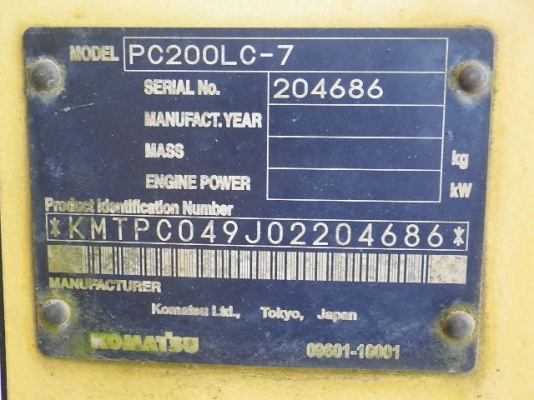 MODEL PC200LC-7
SERIAL No. 204686
MANUFACT.YEAR
MASS kg
ENGINE POWER kW
Product Identification Number
*KMTPC049J02204686*
MANUFACTURER
Komatsu Ltd., Tokyo, Japan
KOMATSU 09601-10001